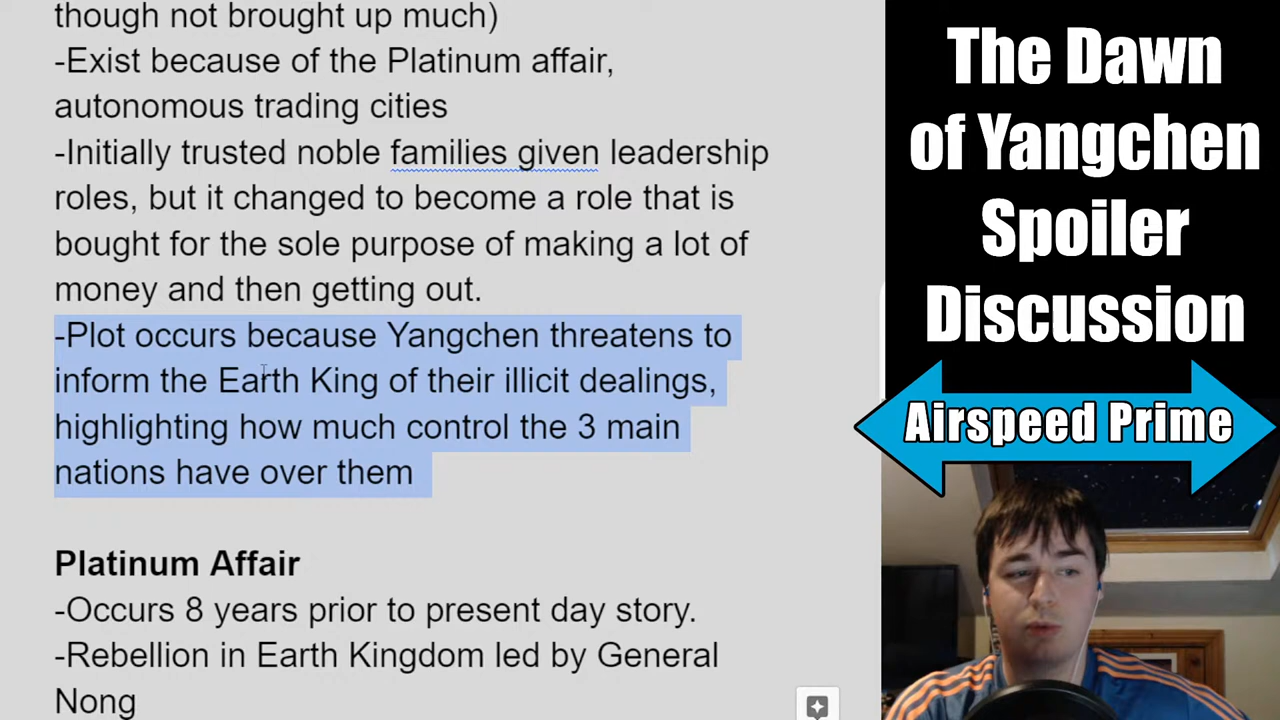 though not brought up much)
-Exist because of the Platinum affair,
autonomous trading cities
-Initially trusted noble families given leadership
roles, but it changed to become a role that is
bought for the sole purpose of making a lot of
money and then getting out.
-Plot occurs because Yangchen threatens to
inform the Earth King of their illicit dealings,
highlighting how much control the 3 main
nations have over them
Platinum Affair
-Occurs 8 years prior to present day story.
-Rebellion in Earth Kingdom led by General
Nong
The Dawn
of Yangchen
Spoiler
Discussion
Airspeed Prime